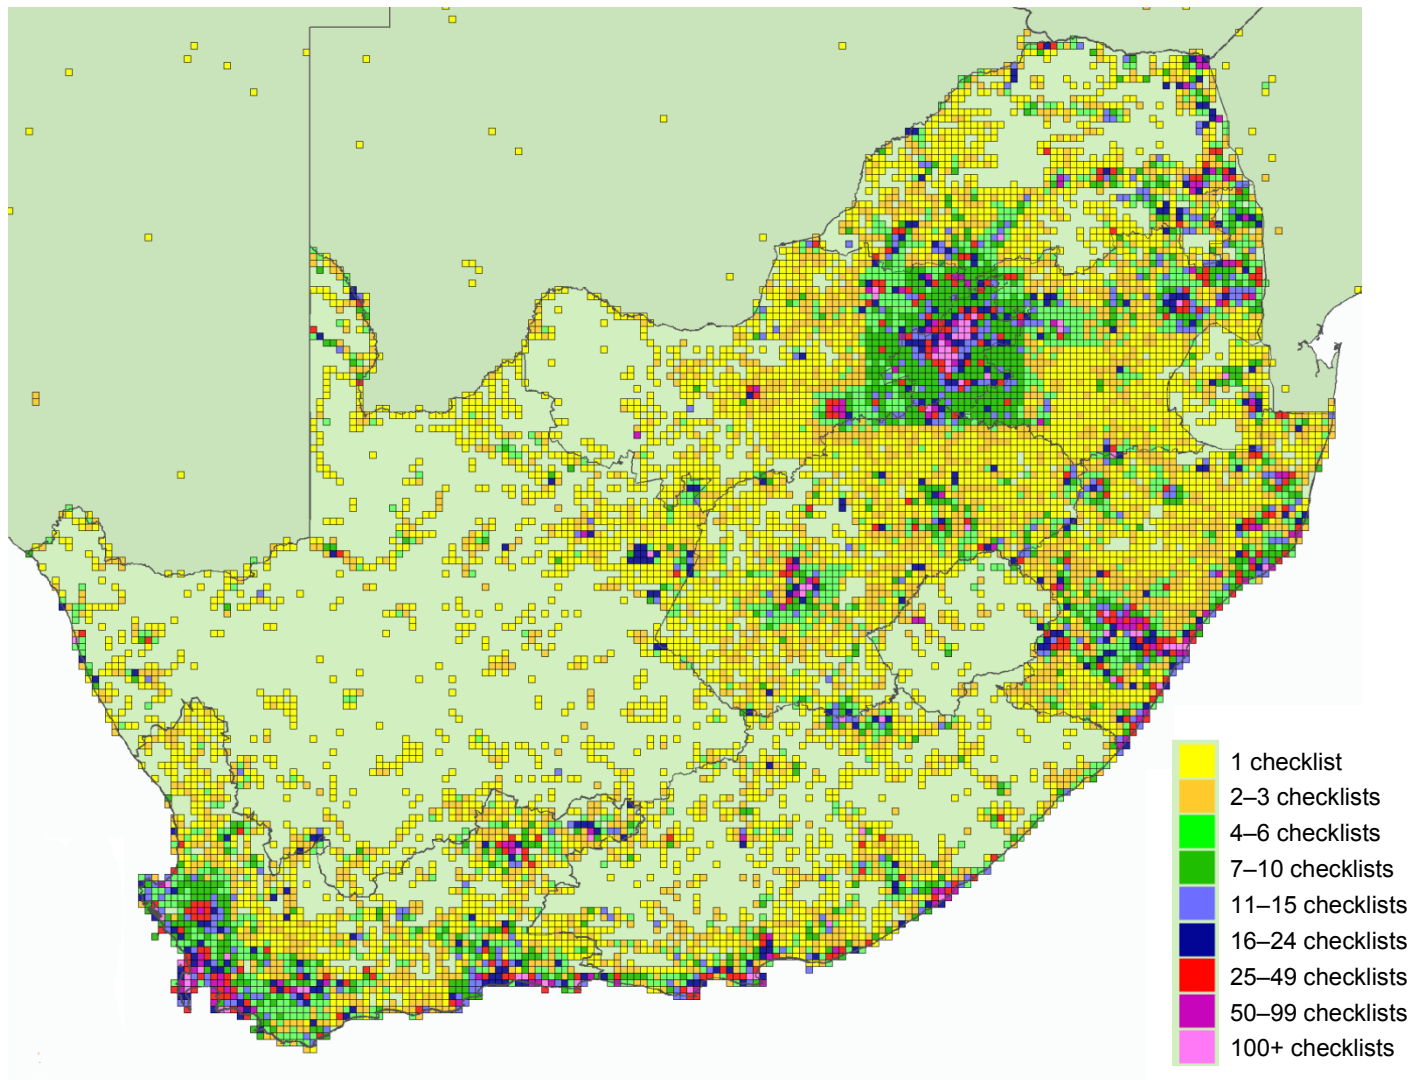 1 checklist
2–3 checklists
4–6 checklists
7–10 checklists
11–15 checklists
16–24 checklists
25–49 checklists
50–99 checklists
100+ checklists